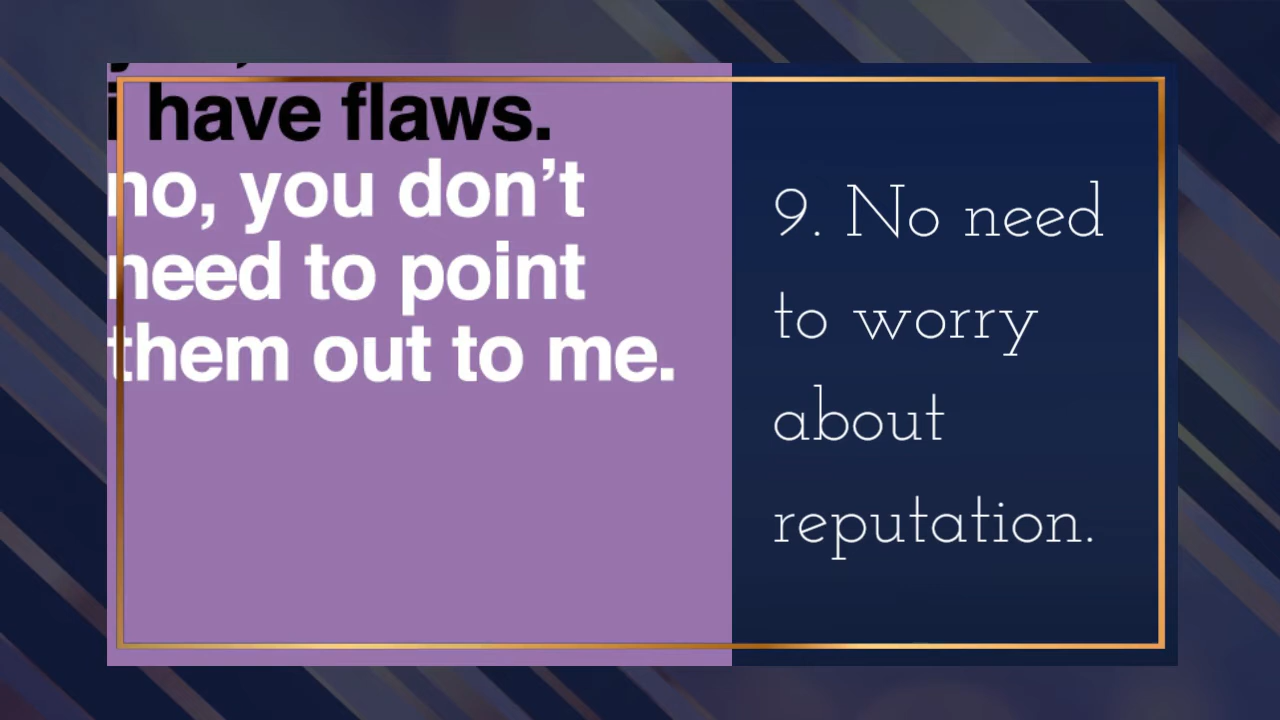 i have flaws.
no, you don’t
need to point
them out to me.
9. No need
to worry
about
reputation.